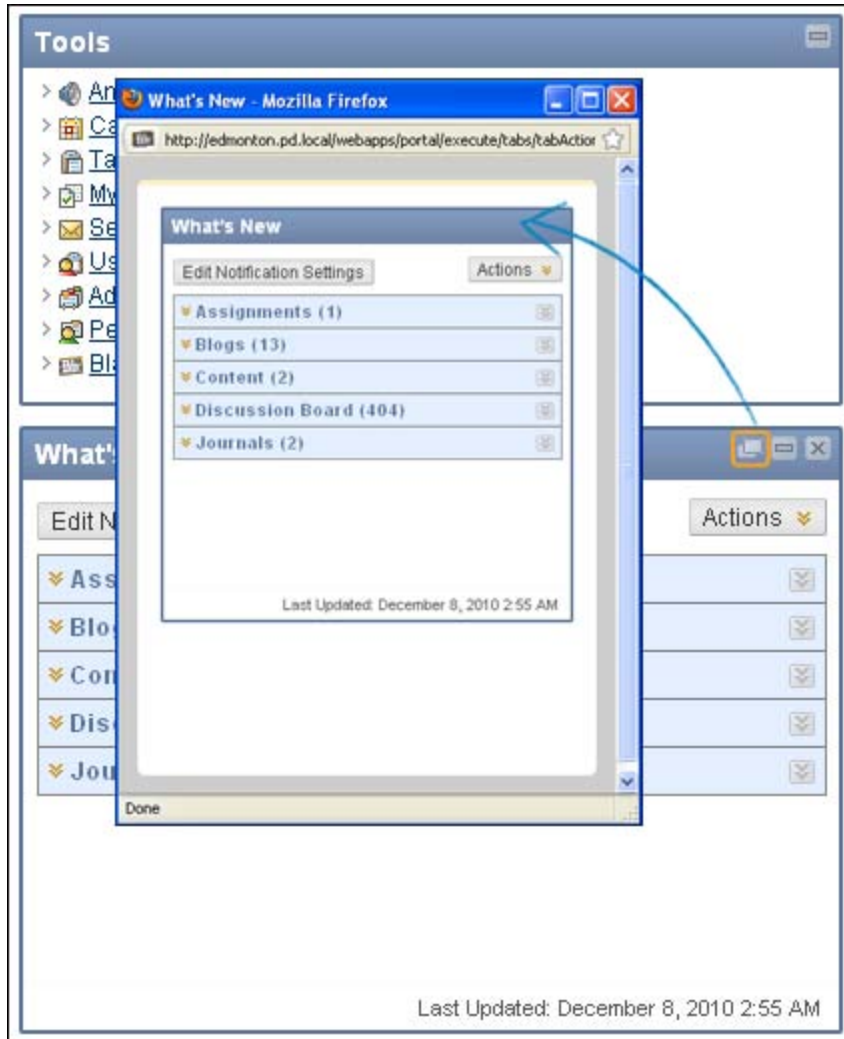 Tools
An
Ca
Ta
My
Se
Us
Ad
Pe
Bla
What's New - Mozilla Firefox
http://edmonton.pd.local/webapps/portal/execute/tabs/tabAction
What's New
Edit Notification Settings
Actions
Assignments (1)
Blogs (13)
Content (2)
Discussion Board (404)
Journals (2)
Last Updated: December 8, 2010 2:55 AM
Done
What'
Edit N
Actions
Ass
Blo
Con
Disc
Jou
Last Updated: December 8, 2010 2:55 AM